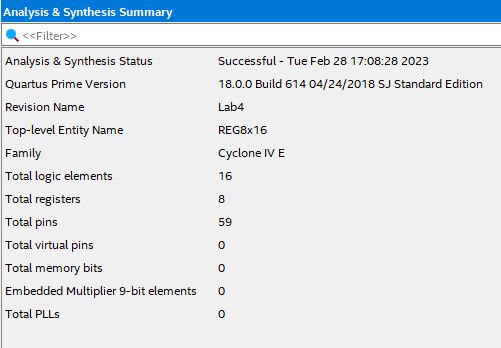 Analysis & Synthesis Summary
<<Filter>>
Analysis & Synthesis Status Successful - Tue Feb 28 17:08:28 2023
Quartus Prime Version 18.0.0 Build 614 04/24/2018 SJ Standard Edition
Revision Name Lab4
Top-level Entity Name REG8x16
Family Cyclone IV E
Total logic elements 16
Total registers 8
Total pins 59
Total virtual pins 0
Total memory bits 0
Embedded Multiplier 9-bit elements 0
Total PLLs 0